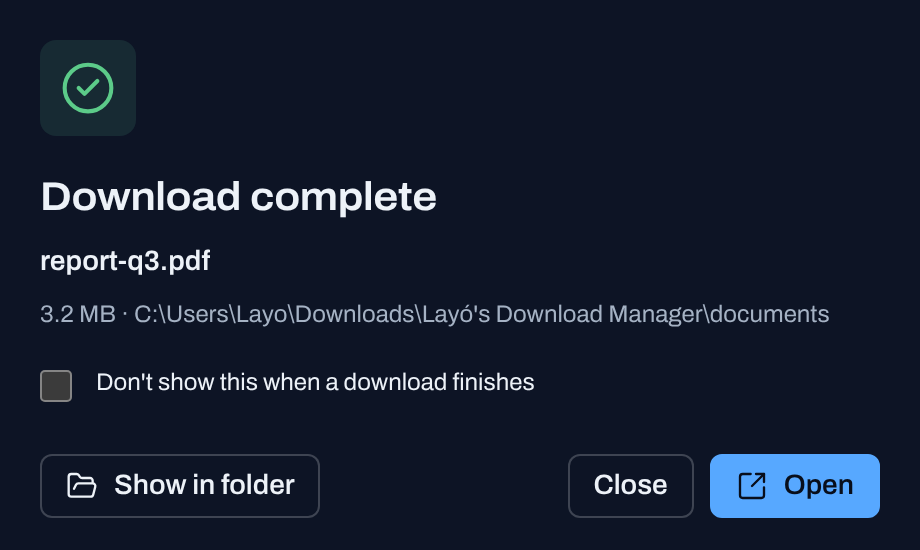 Download complete
report-q3.pdf
3.2 MB · C:\Users\Layo\Downloads\Layó's Download Manager\documents
Don't show this when a download finishes
Show in folder
Close
Open